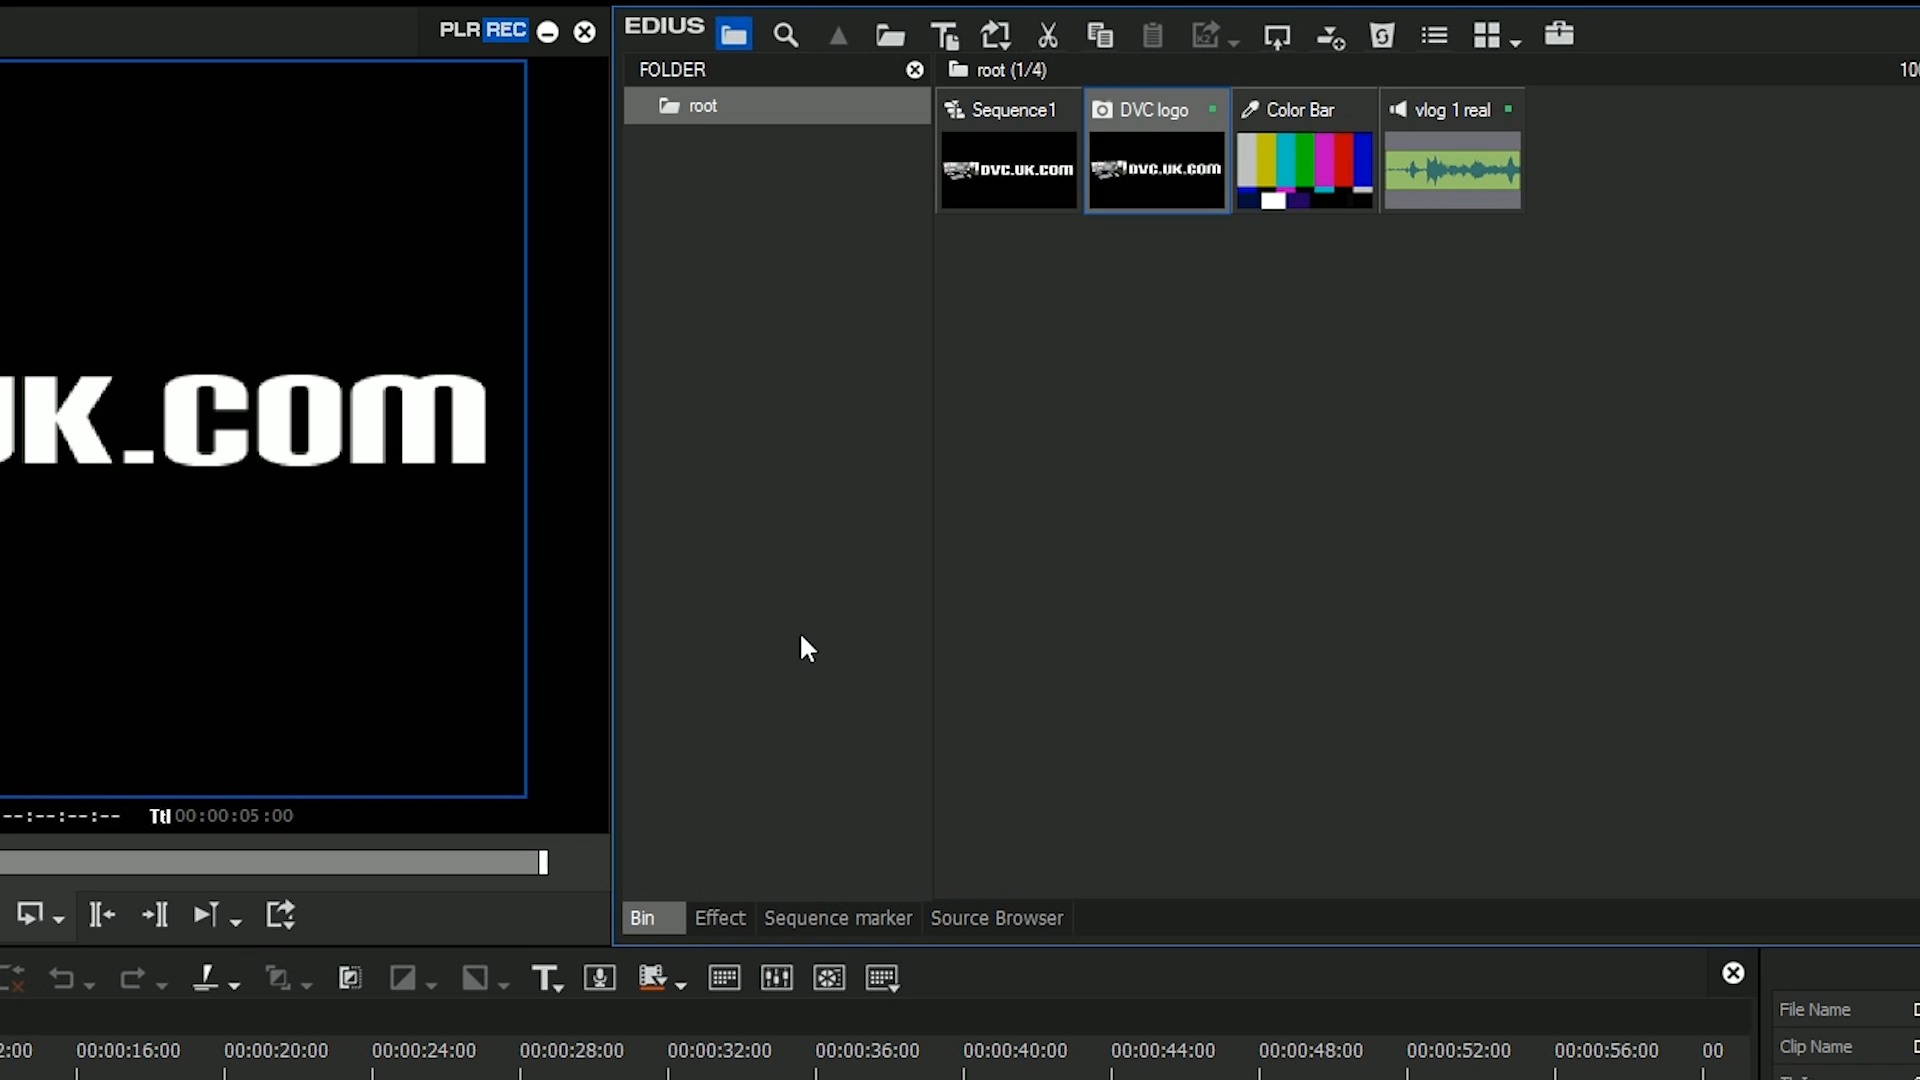 PLR REC
UK.COM
--:--:--:-- Ttl 00:00:05:00
EDIUS
FOLDER
root
root (1/4)
Sequence1
DVC logo
Color Bar
vlog 1 real
DVC.UK.COM
DVC.UK.COM
Bin
Effect
Sequence marker
Source Browser
2:00
00:00:16:00
00:00:20:00
00:00:24:00
00:00:28:00
00:00:32:00
00:00:36:00
00:00:40:00
00:00:44:00
00:00:48:00
00:00:52:00
00:00:56:00
00
File Name
Clip Name